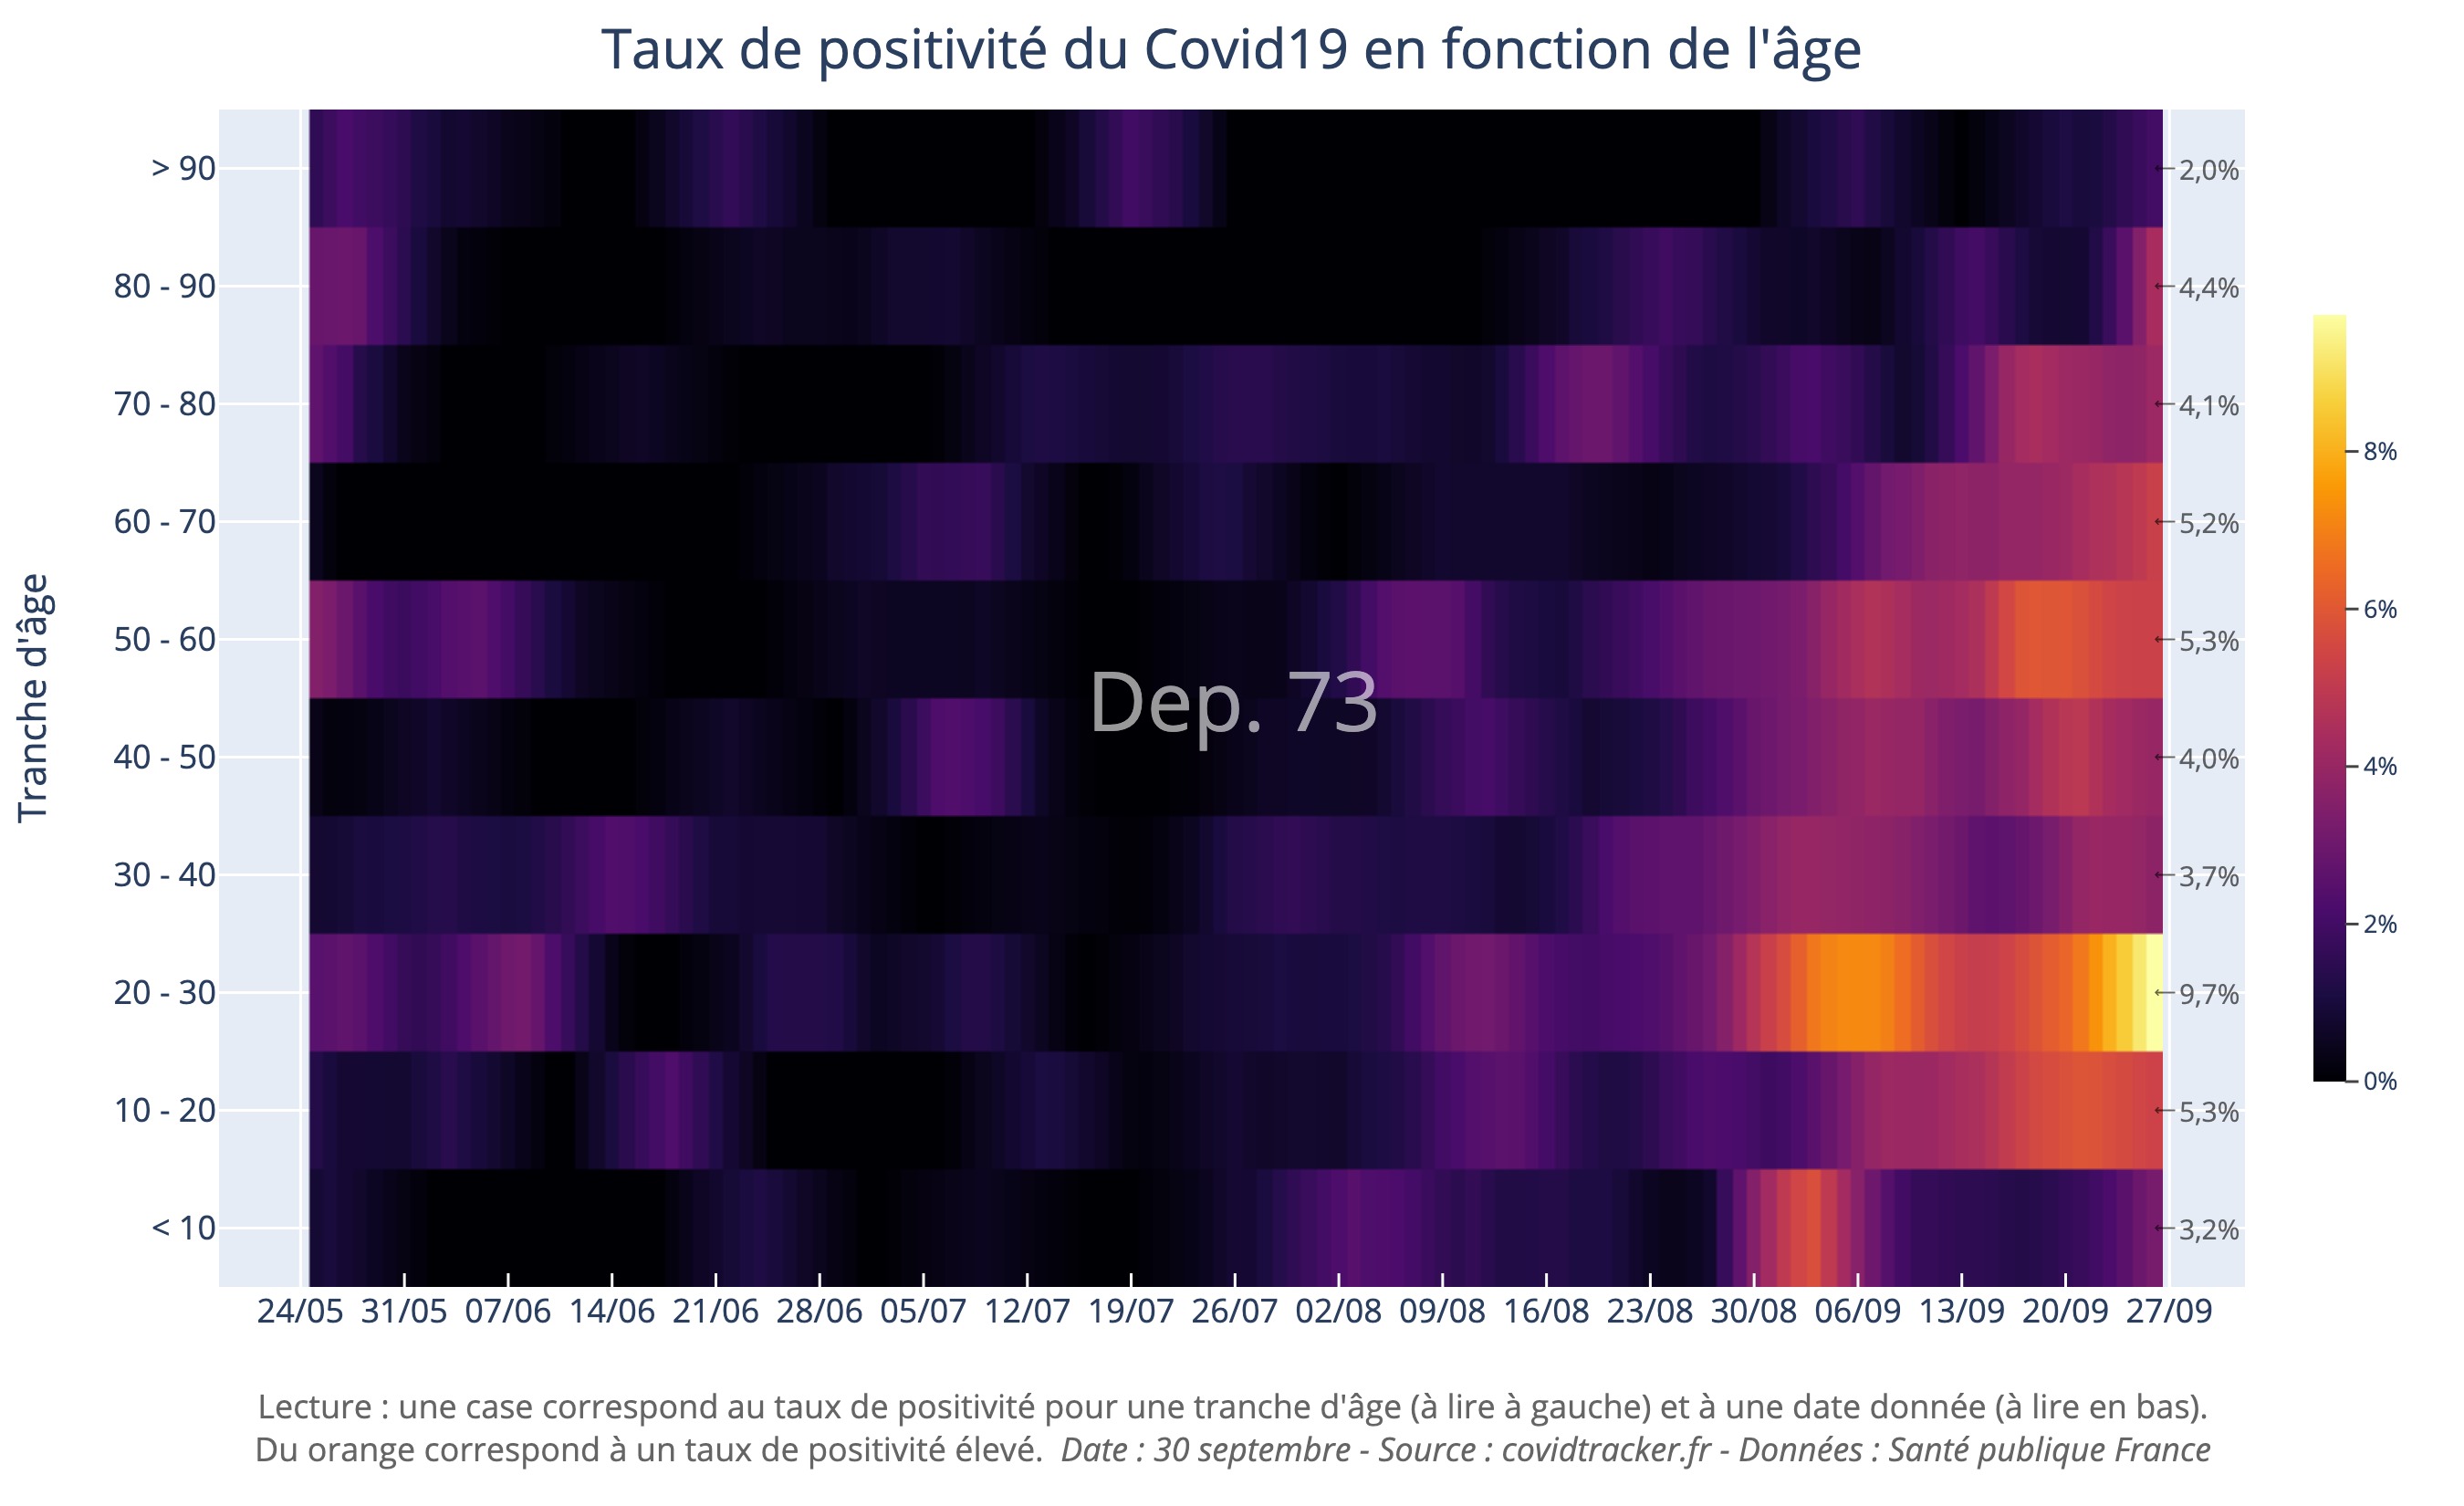 Taux de positivité du Covid19 en fonction de l'âge
Tranche d'âge
> 90
80 - 90
70 - 80
60 - 70
50 - 60
40 - 50
30 - 40
20 - 30
10 - 20
< 10
Dep. 73
2,0%
4,4%
4,1%
5,2%
5,3%
4,0%
3,7%
9,7%
5,3%
3,2%
8%
6%
4%
2%
0%
24/05 31/05 07/06 14/06 21/06 28/06 05/07 12/07 19/07 26/07 02/08 09/08 16/08 23/08 30/08 06/09 13/09 20/09 27/09
Lecture : une case correspond au taux de positivité pour une tranche d'âge (à lire à gauche) et à une date donnée (à lire en bas).
Du orange correspond à un taux de positivité élevé. Date : 30 septembre - Source : covidtracker.fr - Données : Santé publique France